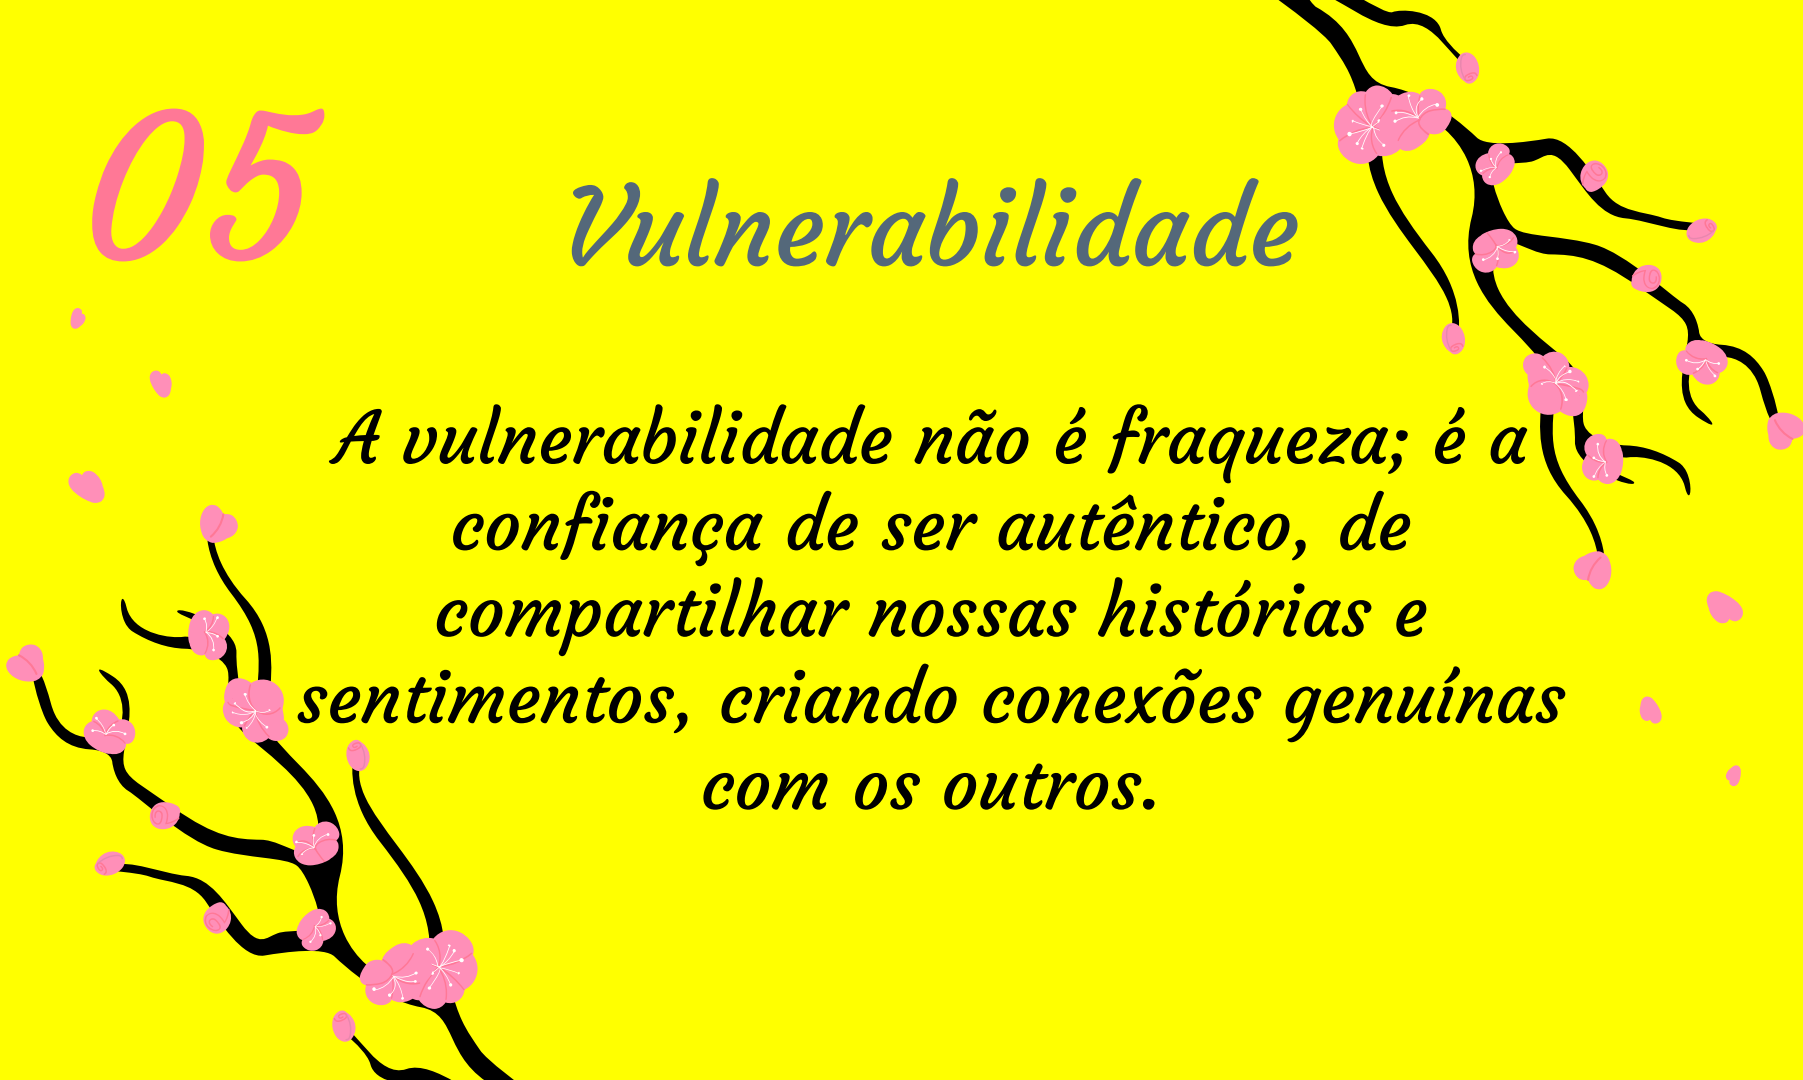 05
Vulnerabilidade
A vulnerabilidade não é fraqueza; é a
confiança de ser autêntico, de
compartilhar nossas histórias e
sentimentos, criando conexões genuínas
com os outros.